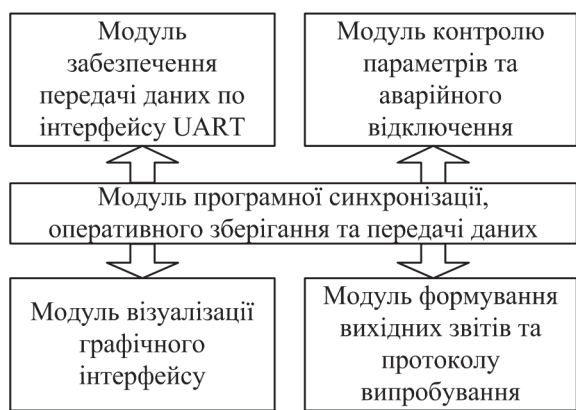 Модуль
забезпечення
передачі даних по
інтерфейсу UART
Модуль контролю
параметрів та
аварійного
відключення
Модуль програмної синхронізації,
оперативного зберігання та передачі даних
Модуль візуалізації
графічного
інтерфейсу
Модуль формування
вихідних звітів та
протоколу
випробування